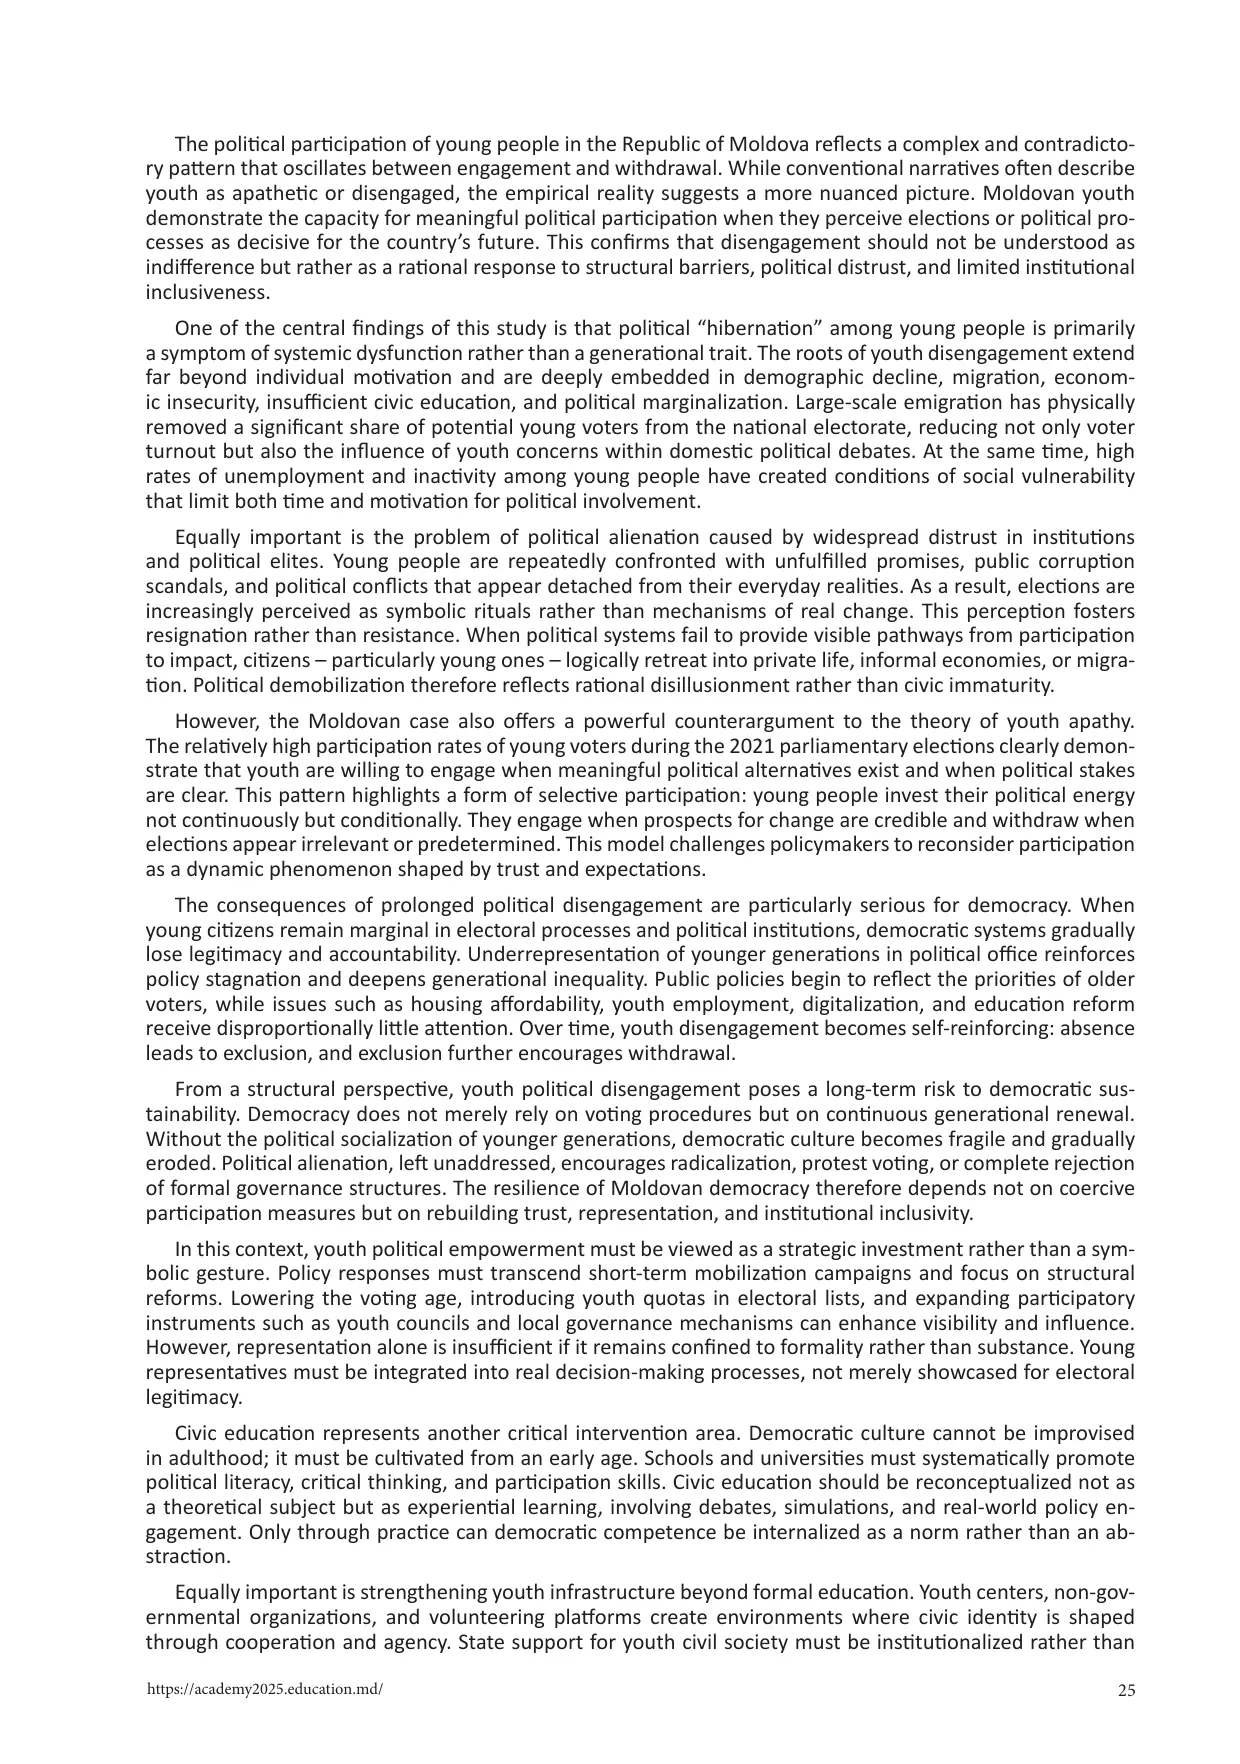 The political participation of young people in the Republic of Moldova reflects a complex and contradicto-
ry pattern that oscillates between engagement and withdrawal. While conventional narratives often describe
youth as apathetic or disengaged, the empirical reality suggests a more nuanced picture. Moldovan youth
demonstrate the capacity for meaningful political participation when they perceive elections or political pro-
cesses as decisive for the country’s future. This confirms that disengagement should not be understood as
indifference but rather as a rational response to structural barriers, political distrust, and limited institutional
inclusiveness.
One of the central findings of this study is that political “hibernation” among young people is primarily
a symptom of systemic dysfunction rather than a generational trait. The roots of youth disengagement extend
far beyond individual motivation and are deeply embedded in demographic decline, migration, econom-
ic insecurity, insufficient civic education, and political marginalization. Large-scale emigration has physically
removed a significant share of potential young voters from the national electorate, reducing not only voter
turnout but also the influence of youth concerns within domestic political debates. At the same time, high
rates of unemployment and inactivity among young people have created conditions of social vulnerability
that limit both time and motivation for political involvement.
Equally important is the problem of political alienation caused by widespread distrust in institutions
and political elites. Young people are repeatedly confronted with unfulfilled promises, public corruption
scandals, and political conflicts that appear detached from their everyday realities. As a result, elections are
increasingly perceived as symbolic rituals rather than mechanisms of real change. This perception fosters
resignation rather than resistance. When political systems fail to provide visible pathways from participation
to impact, citizens – particularly young ones – logically retreat into private life, informal economies, or migra-
tion. Political demobilization therefore reflects rational disillusionment rather than civic immaturity.
However, the Moldovan case also offers a powerful counterargument to the theory of youth apathy.
The relatively high participation rates of young voters during the 2021 parliamentary elections clearly demon-
strate that youth are willing to engage when meaningful political alternatives exist and when political stakes
are clear. This pattern highlights a form of selective participation: young people invest their political energy
not continuously but conditionally. They engage when prospects for change are credible and withdraw when
elections appear irrelevant or predetermined. This model challenges policymakers to reconsider participation
as a dynamic phenomenon shaped by trust and expectations.
The consequences of prolonged political disengagement are particularly serious for democracy. When
young citizens remain marginal in electoral processes and political institutions, democratic systems gradually
lose legitimacy and accountability. Underrepresentation of younger generations in political office reinforces
policy stagnation and deepens generational inequality. Public policies begin to reflect the priorities of older
voters, while issues such as housing affordability, youth employment, digitalization, and education reform
receive disproportionally little attention. Over time, youth disengagement becomes self-reinforcing: absence
leads to exclusion, and exclusion further encourages withdrawal.
From a structural perspective, youth political disengagement poses a long-term risk to democratic sus-
tainability. Democracy does not merely rely on voting procedures but on continuous generational renewal.
Without the political socialization of younger generations, democratic culture becomes fragile and gradually
eroded. Political alienation, left unaddressed, encourages radicalization, protest voting, or complete rejection
of formal governance structures. The resilience of Moldovan democracy therefore depends not on coercive
participation measures but on rebuilding trust, representation, and institutional inclusivity.
In this context, youth political empowerment must be viewed as a strategic investment rather than a sym-
bolic gesture. Policy responses must transcend short-term mobilization campaigns and focus on structural
reforms. Lowering the voting age, introducing youth quotas in electoral lists, and expanding participatory
instruments such as youth councils and local governance mechanisms can enhance visibility and influence.
However, representation alone is insufficient if it remains confined to formality rather than substance. Young
representatives must be integrated into real decision-making processes, not merely showcased for electoral
legitimacy.
Civic education represents another critical intervention area. Democratic culture cannot be improvised
in adulthood; it must be cultivated from an early age. Schools and universities must systematically promote
political literacy, critical thinking, and participation skills. Civic education should be reconceptualized not as
a theoretical subject but as experiential learning, involving debates, simulations, and real-world policy en-
gagement. Only through practice can democratic competence be internalized as a norm rather than an ab-
straction.
Equally important is strengthening youth infrastructure beyond formal education. Youth centers, non-gov-
ernmental organizations, and volunteering platforms create environments where civic identity is shaped
through cooperation and agency. State support for youth civil society must be institutionalized rather than
https://academy2025.education.md/
25